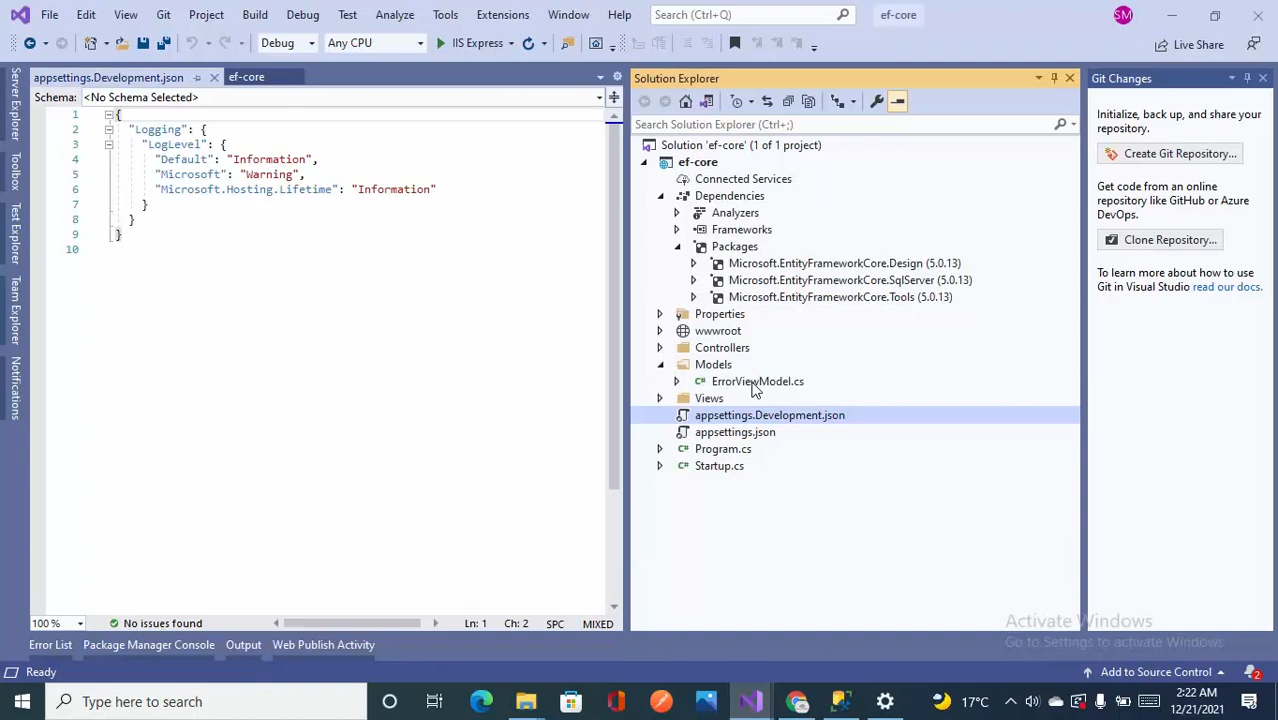 File Edit View Git Project Build Debug Test Analyze Tools Extensions Window Help Search (Ctrl+Q) ef-core SM
Debug Any CPU IIS Express Live Share
appsettings.Development.json ef-core
Schema: <No Schema Selected>
1 {
2 "Logging": {
3 "LogLevel": {
4 "Default": "Information",
5 "Microsoft": "Warning",
6 "Microsoft.Hosting.Lifetime": "Information"
7 }
8 }
9 }
10
Server Explorer
Toolbox
Test Explorer
Team Explorer
Notifications
100 % No issues found Ln: 1 Ch: 2 SPC MIXED
Solution Explorer
Search Solution Explorer (Ctrl+;)
Solution 'ef-core' (1 of 1 project)
ef-core
Connected Services
Dependencies
Analyzers
Frameworks
Packages
Microsoft.EntityFrameworkCore.Design (5.0.13)
Microsoft.EntityFrameworkCore.SqlServer (5.0.13)
Microsoft.EntityFrameworkCore.Tools (5.0.13)
Properties
wwwroot
Controllers
Models
C# ErrorViewModel.cs
Views
appsettings.Development.json
appsettings.json
C# Program.cs
C# Startup.cs
Git Changes
Initialize, back up, and share your
repository.
Create Git Repository...
Get code from an online
repository like GitHub or Azure
DevOps.
Clone Repository...
To learn more about how to use
Git in Visual Studio read our docs.
Activate Windows
Go to Settings to activate Windows
Error List Package Manager Console Output Web Publish Activity
Ready Add to Source Control 2
Type here to search 17°C 2:22 AM
12/21/2021